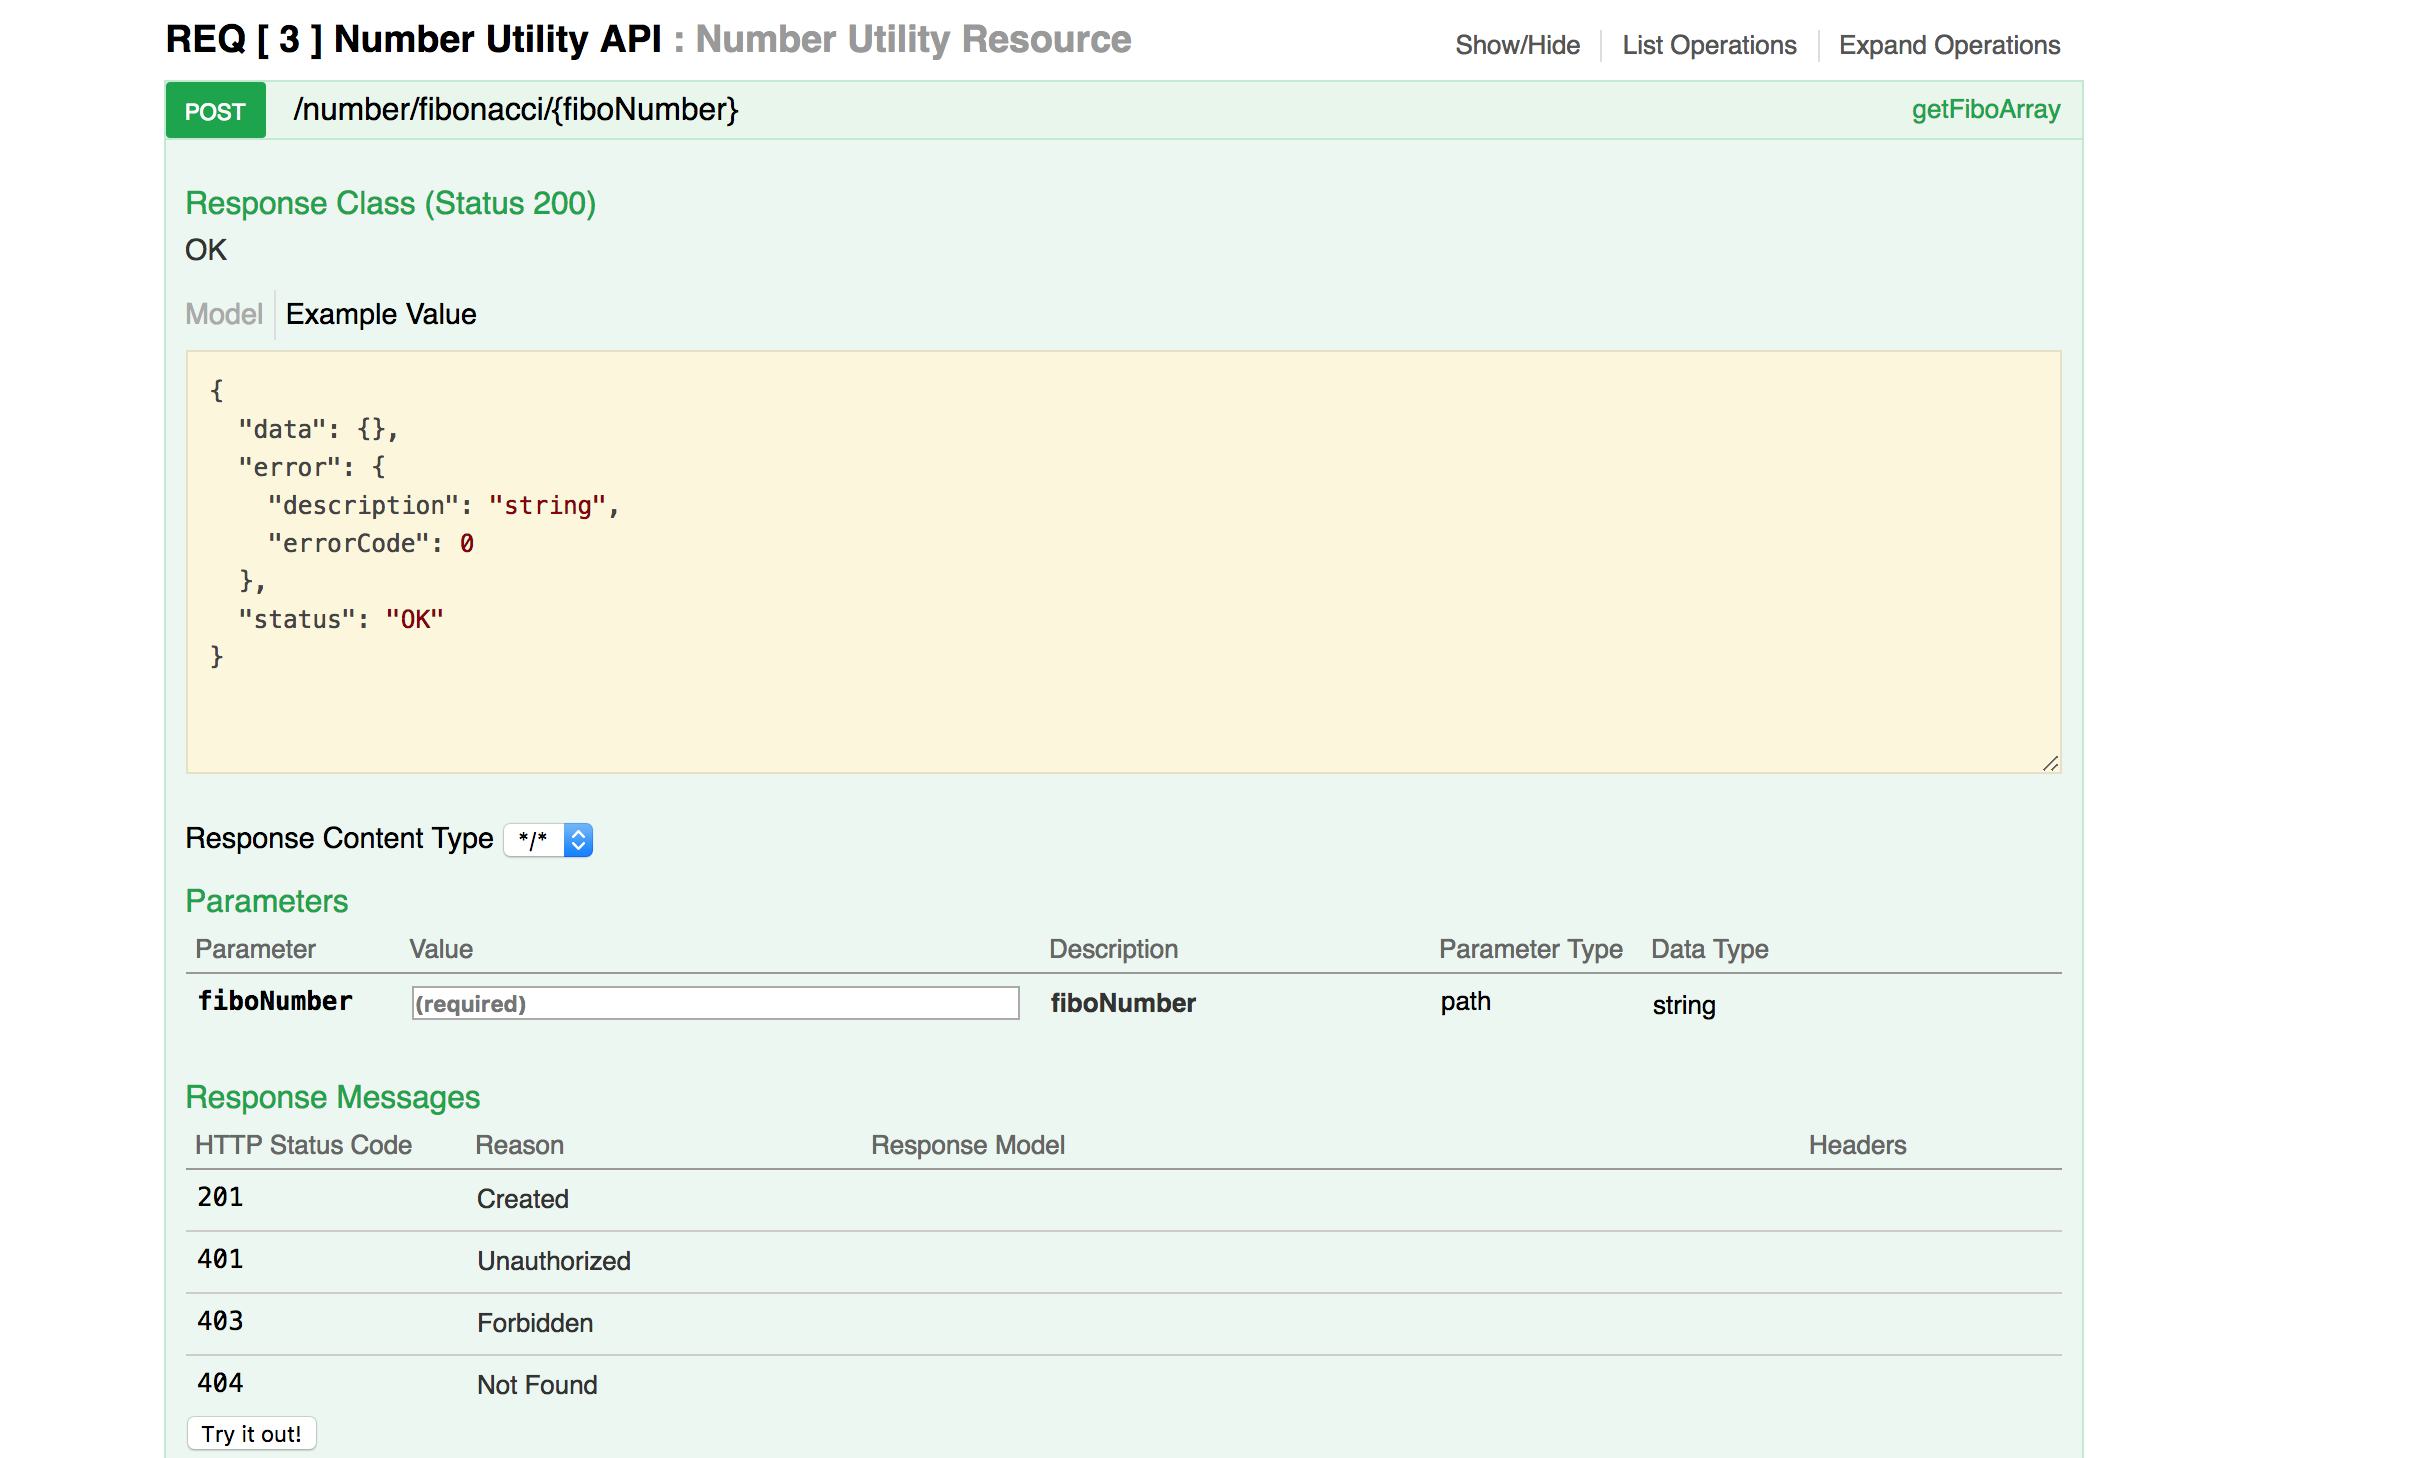 REQ [ 3 ] Number Utility API : Number Utility Resource
Show/Hide List Operations Expand Operations
POST /number/fibonacci/{fiboNumber} getFiboArray
Response Class (Status 200)
OK
Model Example Value
{
  "data": {},
  "error": {
    "description": "string",
    "errorCode": 0
  },
  "status": "OK"
}
Response Content Type */*
Parameters
Parameter Value Description Parameter Type Data Type
fiboNumber (required) fiboNumber path string
Response Messages
HTTP Status Code Reason Response Model Headers
201 Created
401 Unauthorized
403 Forbidden
404 Not Found
Try it out!